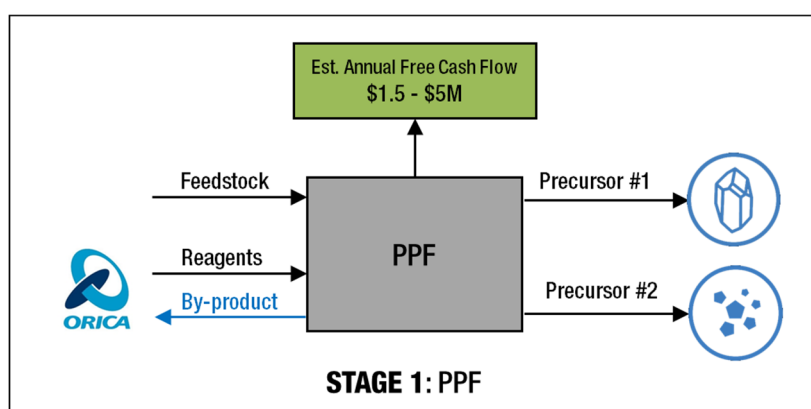 Est. Annual Free Cash Flow
$1.5 - $5M
Feedstock
Precursor #1
Reagents
PPF
By-product
Precursor #2
ORICA
STAGE 1: PPF